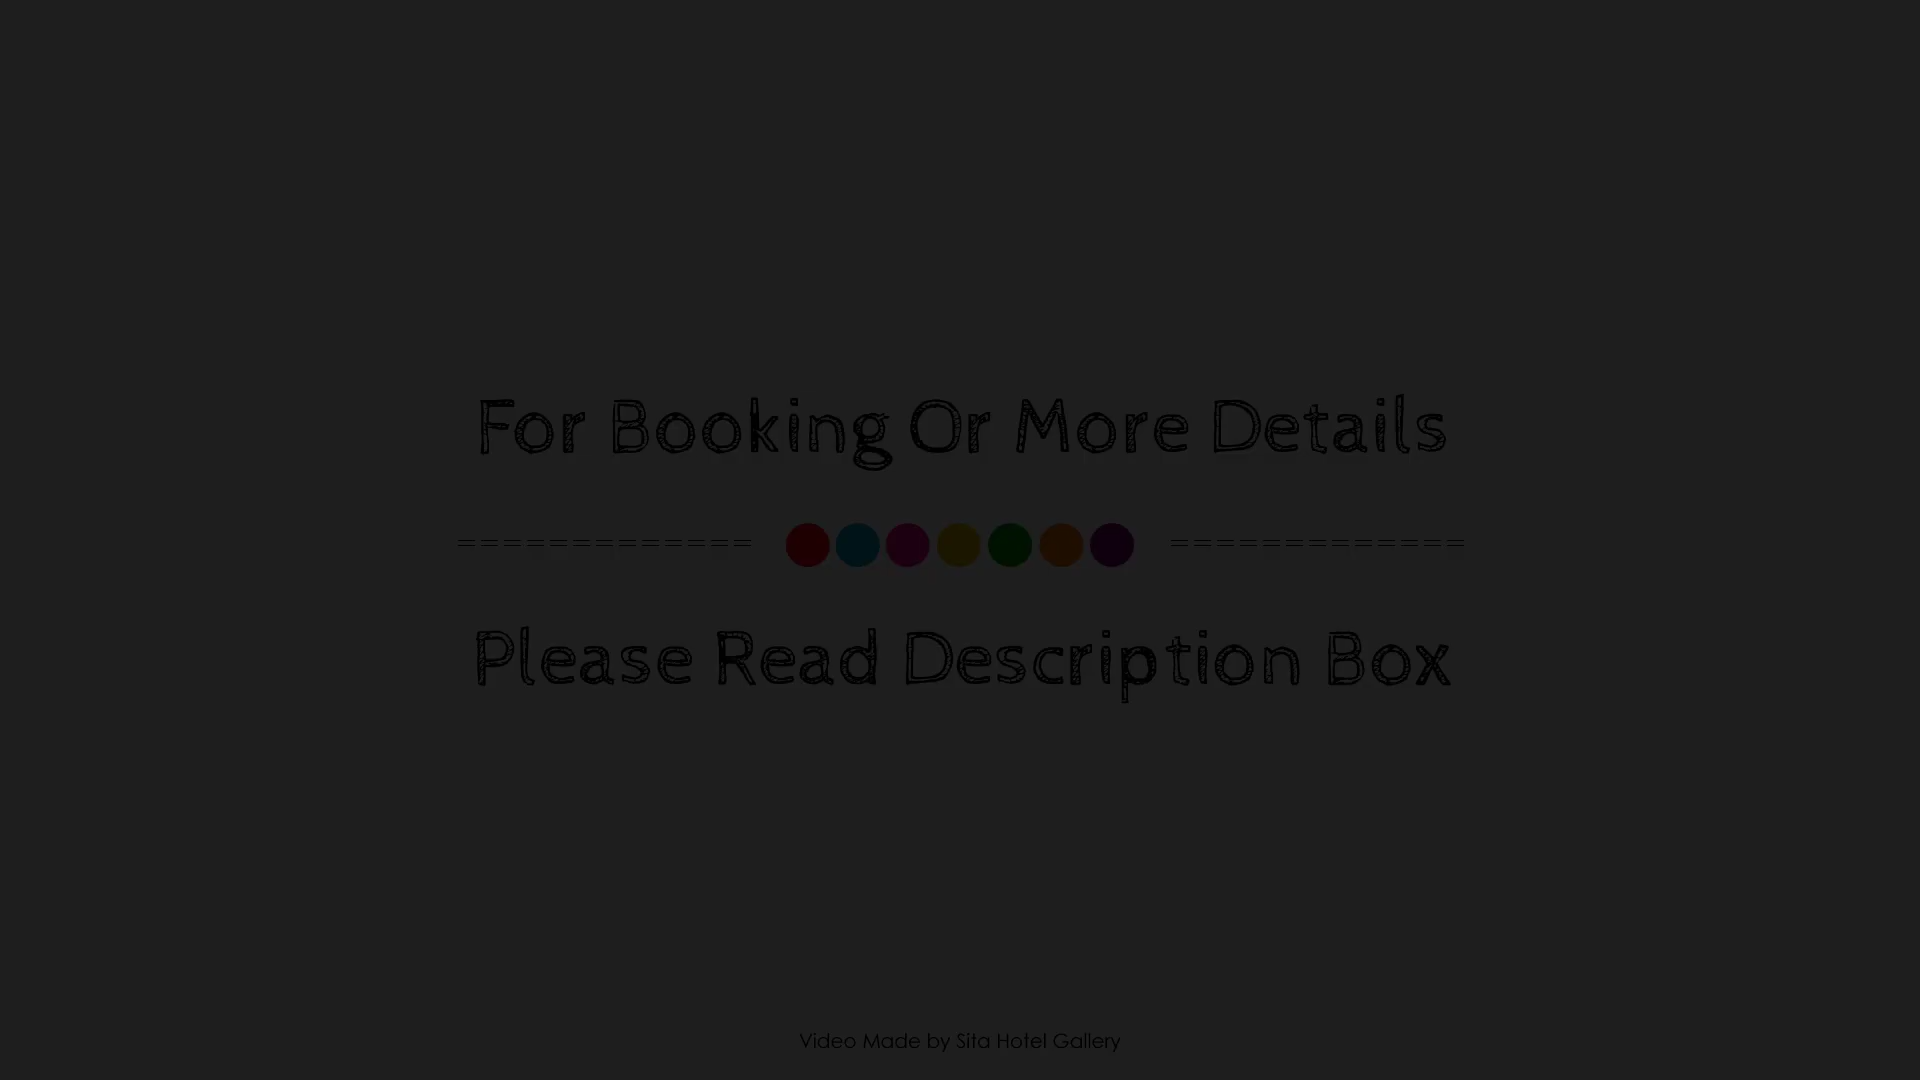 For Booking Or More Details
============= =============
Please Read Description Box
Video Made by Sita Hotel Gallery